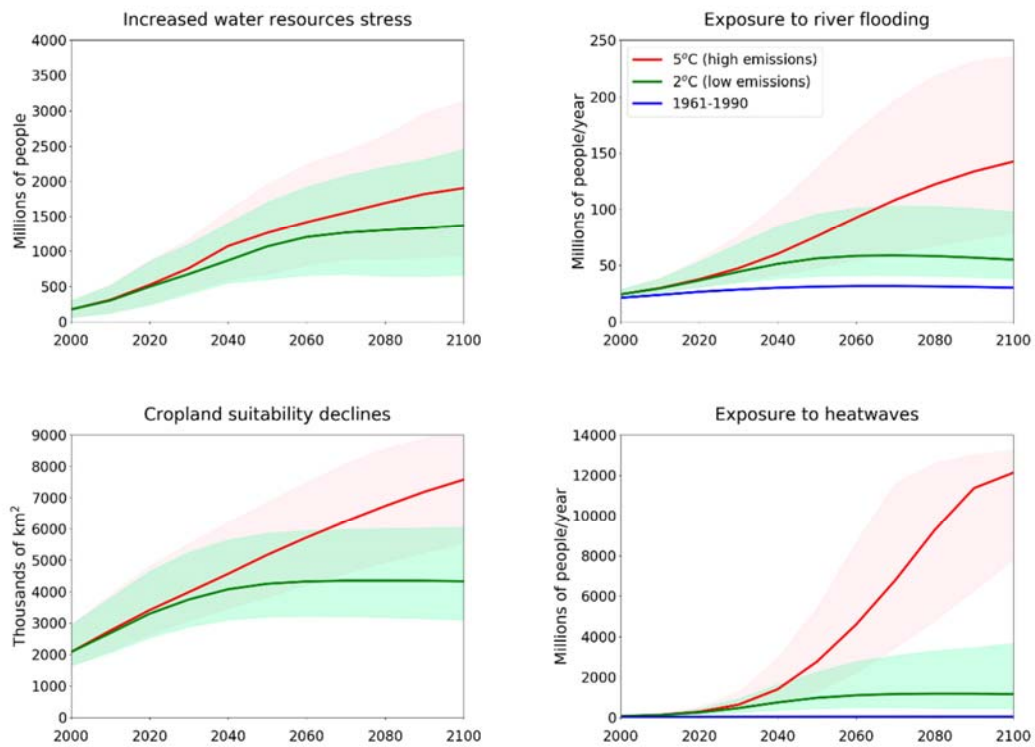 Increased water resources stress
4000
3500
3000
2500
2000
1500
1000
500
0
Millions of people
2000 2020 2040 2060 2080 2100
Exposure to river flooding
250
200
150
100
50
0
Millions of people/year
5°C (high emissions)
2°C (low emissions)
1961-1990
2000 2020 2040 2060 2080 2100
Cropland suitability declines
9000
8000
7000
6000
5000
4000
3000
2000
1000
0
Thousands of km²
2000 2020 2040 2060 2080 2100
Exposure to heatwaves
14000
12000
10000
8000
6000
4000
2000
0
Millions of people/year
2000 2020 2040 2060 2080 2100